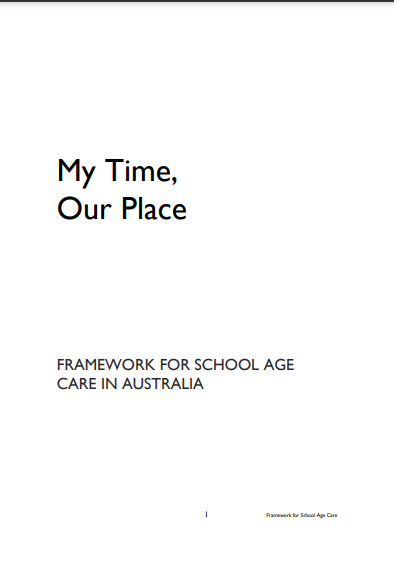 My Time,
Our Place
FRAMEWORK FOR SCHOOL AGE
CARE IN AUSTRALIA
1
Framework for School Age Care